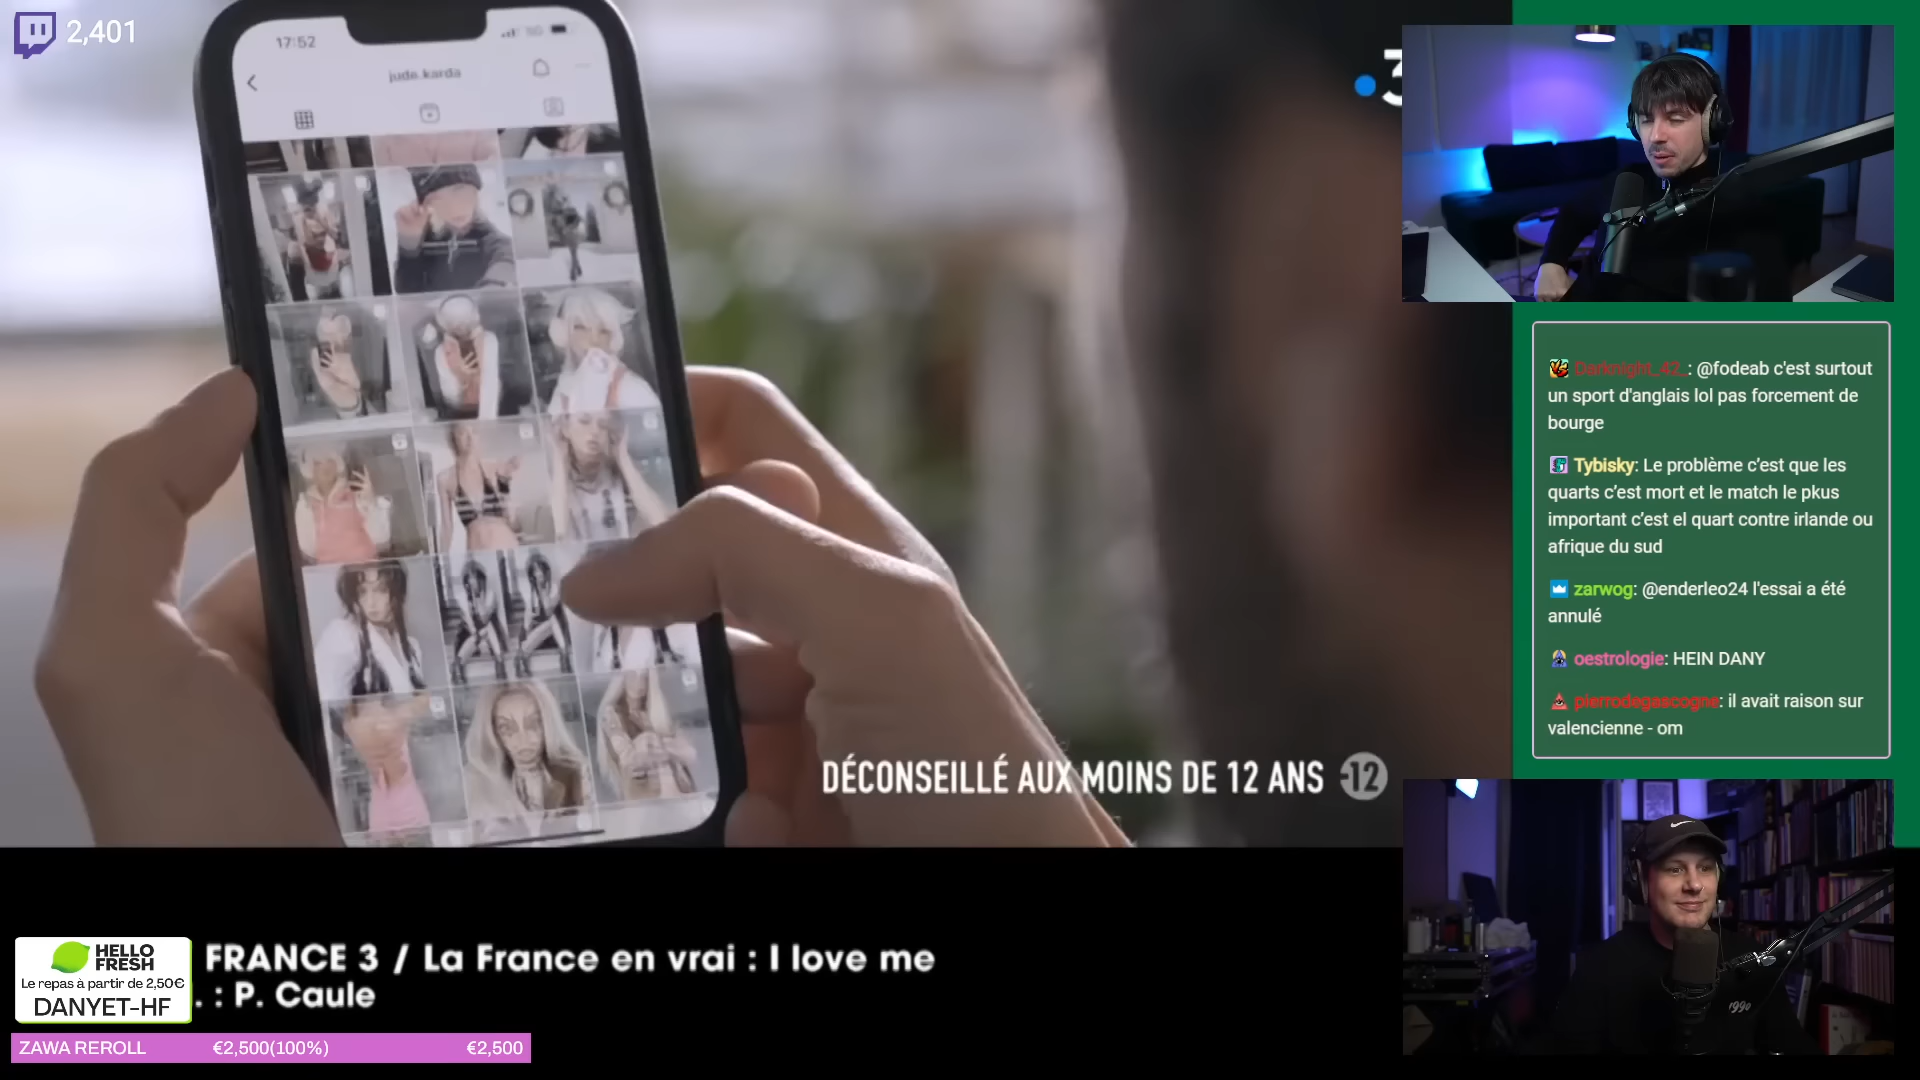 2,401
17:52
jude.karda
3
DÉCONSEILLÉ AUX MOINS DE 12 ANS -12
Darknight_42_: @fodeab c'est surtout
un sport d'anglais lol pas forcement de
bourge
Tybisky: Le problème c'est que les
quarts c'est mort et le match le pkus
important c'est el quart contre irlande ou
afrique du sud
zarwog: @enderleo24 l'essai a été
annulé
oestrologie: HEIN DANY
pierrodegascogne: il avait raison sur
valencienne - om
1990
HELLO
FRESH
Le repas à partir de 2,50€
DANYET-HF
FRANCE 3 / La France en vrai : I love me
. : P. Caule
ZAWA REROLL €2,500(100%) €2,500